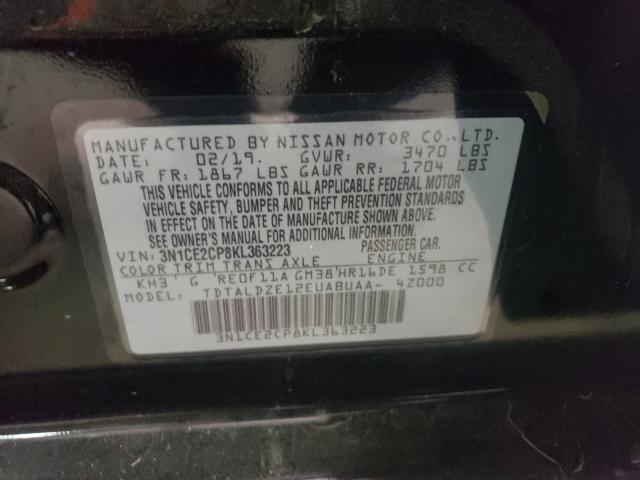 MANUFACTURED BY NISSAN MOTOR CO.,LTD.
DATE: 02/19. GVWR: 3470 LBS
GAWR FR: 1867 LBS GAWR RR: 1704 LBS
THIS VEHICLE CONFORMS TO ALL APPLICABLE FEDERAL MOTOR
VEHICLE SAFETY, BUMPER AND THEFT PREVENTION STANDARDS
IN EFFECT ON THE DATE OF MANUFACTURE SHOWN ABOVE.
SEE OWNER'S MANUAL FOR ADDITIONAL INFORMATION.
VIN: 3N1CE2CP8KL363223 PASSENGER CAR.
COLOR TRIM TRANS AXLE ENGINE
KH3 G RE0F11A GM38 HR16DE 1598 CC
MODEL: TDTALDZE12EUABUAA- 4Z000
3N1CE2CP8KL363223